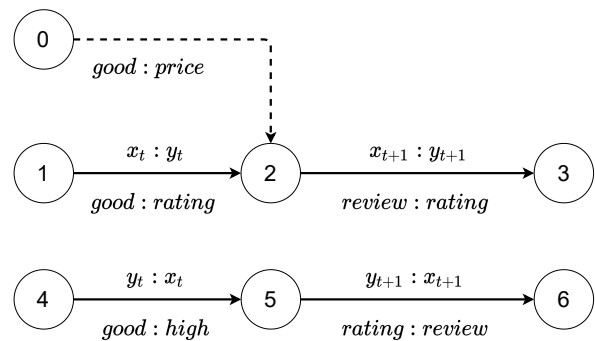 0
good : price
x_t : y_t
x_{t+1} : y_{t+1}
1
2
3
good : rating
review : rating
y_t : x_t
y_{t+1} : x_{t+1}
4
5
6
good : high
rating : review